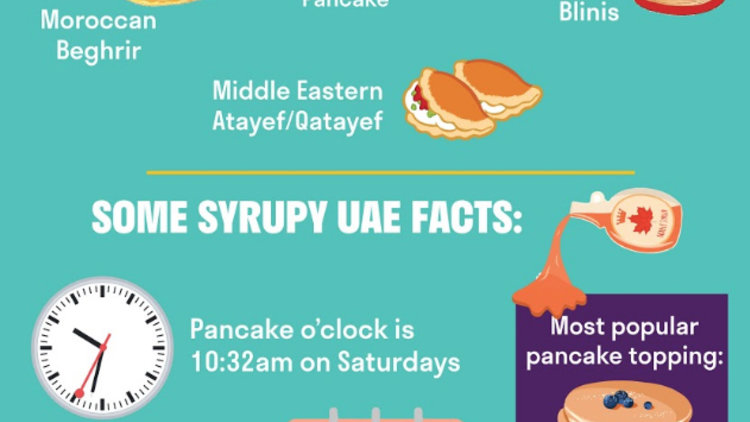 Pancake
Moroccan
Beghrir
Blinis
Middle Eastern
Atayef/Qatayef
SOME SYRUPY UAE FACTS:
Pancake o'clock is
10:32am on Saturdays
Most popular
pancake topping: